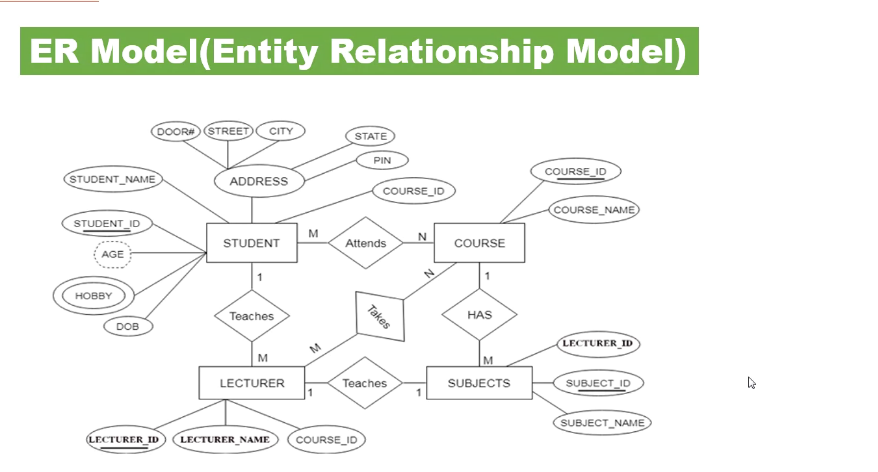 ER Model(Entity Relationship Model)
DOOR#
STREET
CITY
STATE
PIN
STUDENT_NAME
ADDRESS
COURSE_ID
COURSE_ID
COURSE_NAME
STUDENT_ID
STUDENT
M
Attends
N
COURSE
AGE
HOBBY
DOB
1
Teaches
M
N
Takes
M
1
HAS
M
LECTURER_ID
LECTURER
1
Teaches
1
SUBJECTS
SUBJECT_ID
SUBJECT_NAME
LECTURER_ID
LECTURER_NAME
COURSE_ID